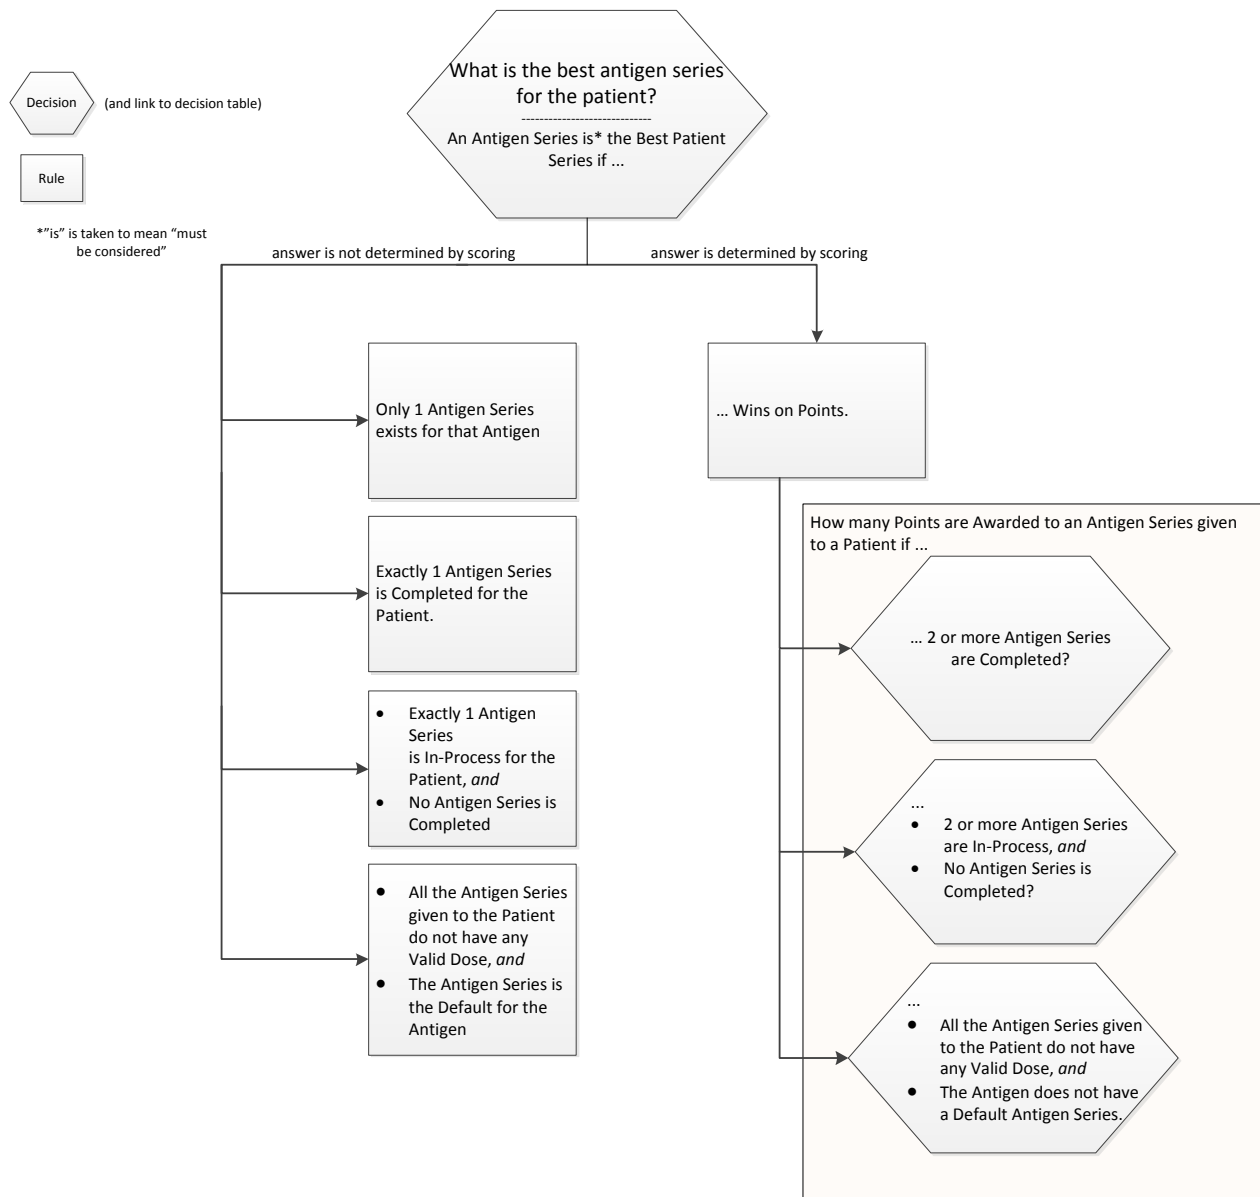 What is the best antigen series
for the patient?
-----------------------------
An Antigen Series is* the Best Patient
Series if ...
Decision
(and link to decision table)
Rule
*"is" is taken to mean “must
be considered”
answer is not determined by scoring
answer is determined by scoring
Only 1 Antigen Series
exists for that Antigen
Exactly 1 Antigen Series
is Completed for the
Patient.
• Exactly 1 Antigen
Series
is In-Process for the
Patient, and
• No Antigen Series is
Completed
• All the Antigen Series
given to the Patient
do not have any
Valid Dose, and
• The Antigen Series is
the Default for the
Antigen
... Wins on Points.
How many Points are Awarded to an Antigen Series given
to a Patient if ...
... 2 or more Antigen Series
are Completed?
...
• 2 or more Antigen Series
are In-Process, and
• No Antigen Series is
Completed?
...
• All the Antigen Series given
to the Patient do not have
any Valid Dose, and
• The Antigen does not have
a Default Antigen Series.